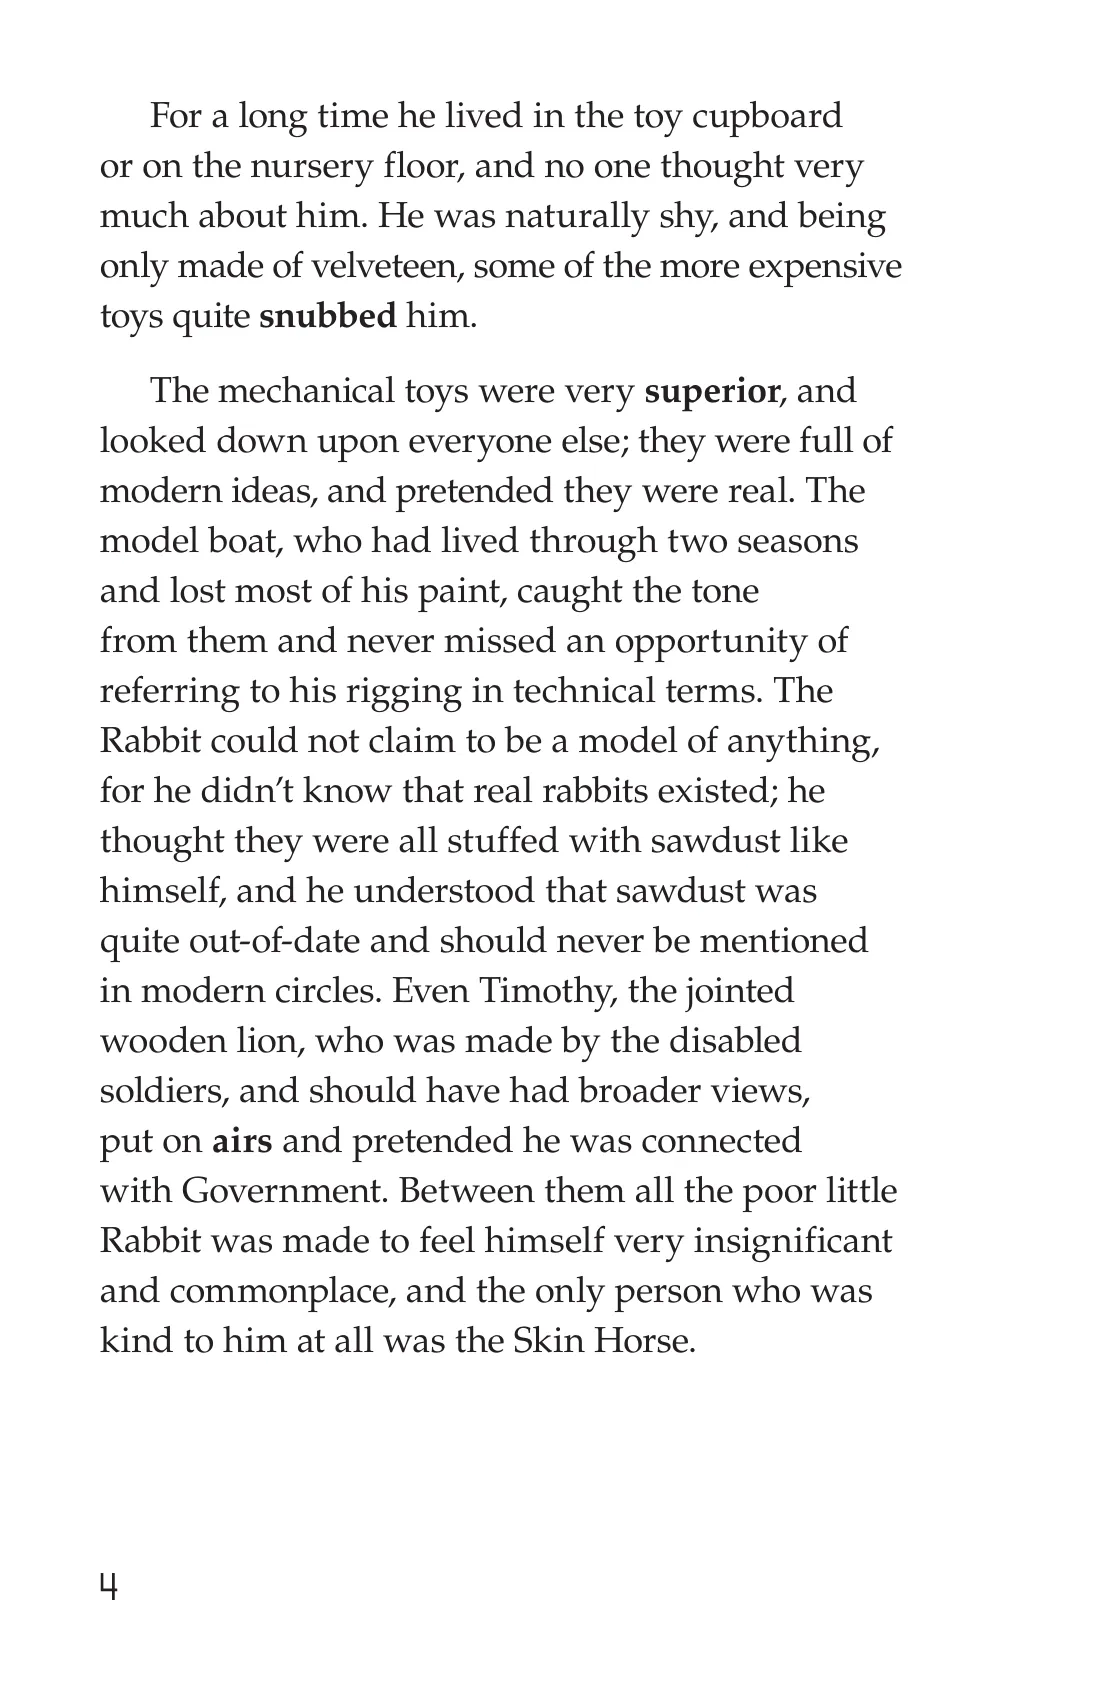 For a long time he lived in the toy cupboard
or on the nursery floor, and no one thought very
much about him. He was naturally shy, and being
only made of velveteen, some of the more expensive
toys quite snubbed him.
The mechanical toys were very superior, and
looked down upon everyone else; they were full of
modern ideas, and pretended they were real. The
model boat, who had lived through two seasons
and lost most of his paint, caught the tone
from them and never missed an opportunity of
referring to his rigging in technical terms. The
Rabbit could not claim to be a model of anything,
for he didn’t know that real rabbits existed; he
thought they were all stuffed with sawdust like
himself, and he understood that sawdust was
quite out-of-date and should never be mentioned
in modern circles. Even Timothy, the jointed
wooden lion, who was made by the disabled
soldiers, and should have had broader views,
put on airs and pretended he was connected
with Government. Between them all the poor little
Rabbit was made to feel himself very insignificant
and commonplace, and the only person who was
kind to him at all was the Skin Horse.
4